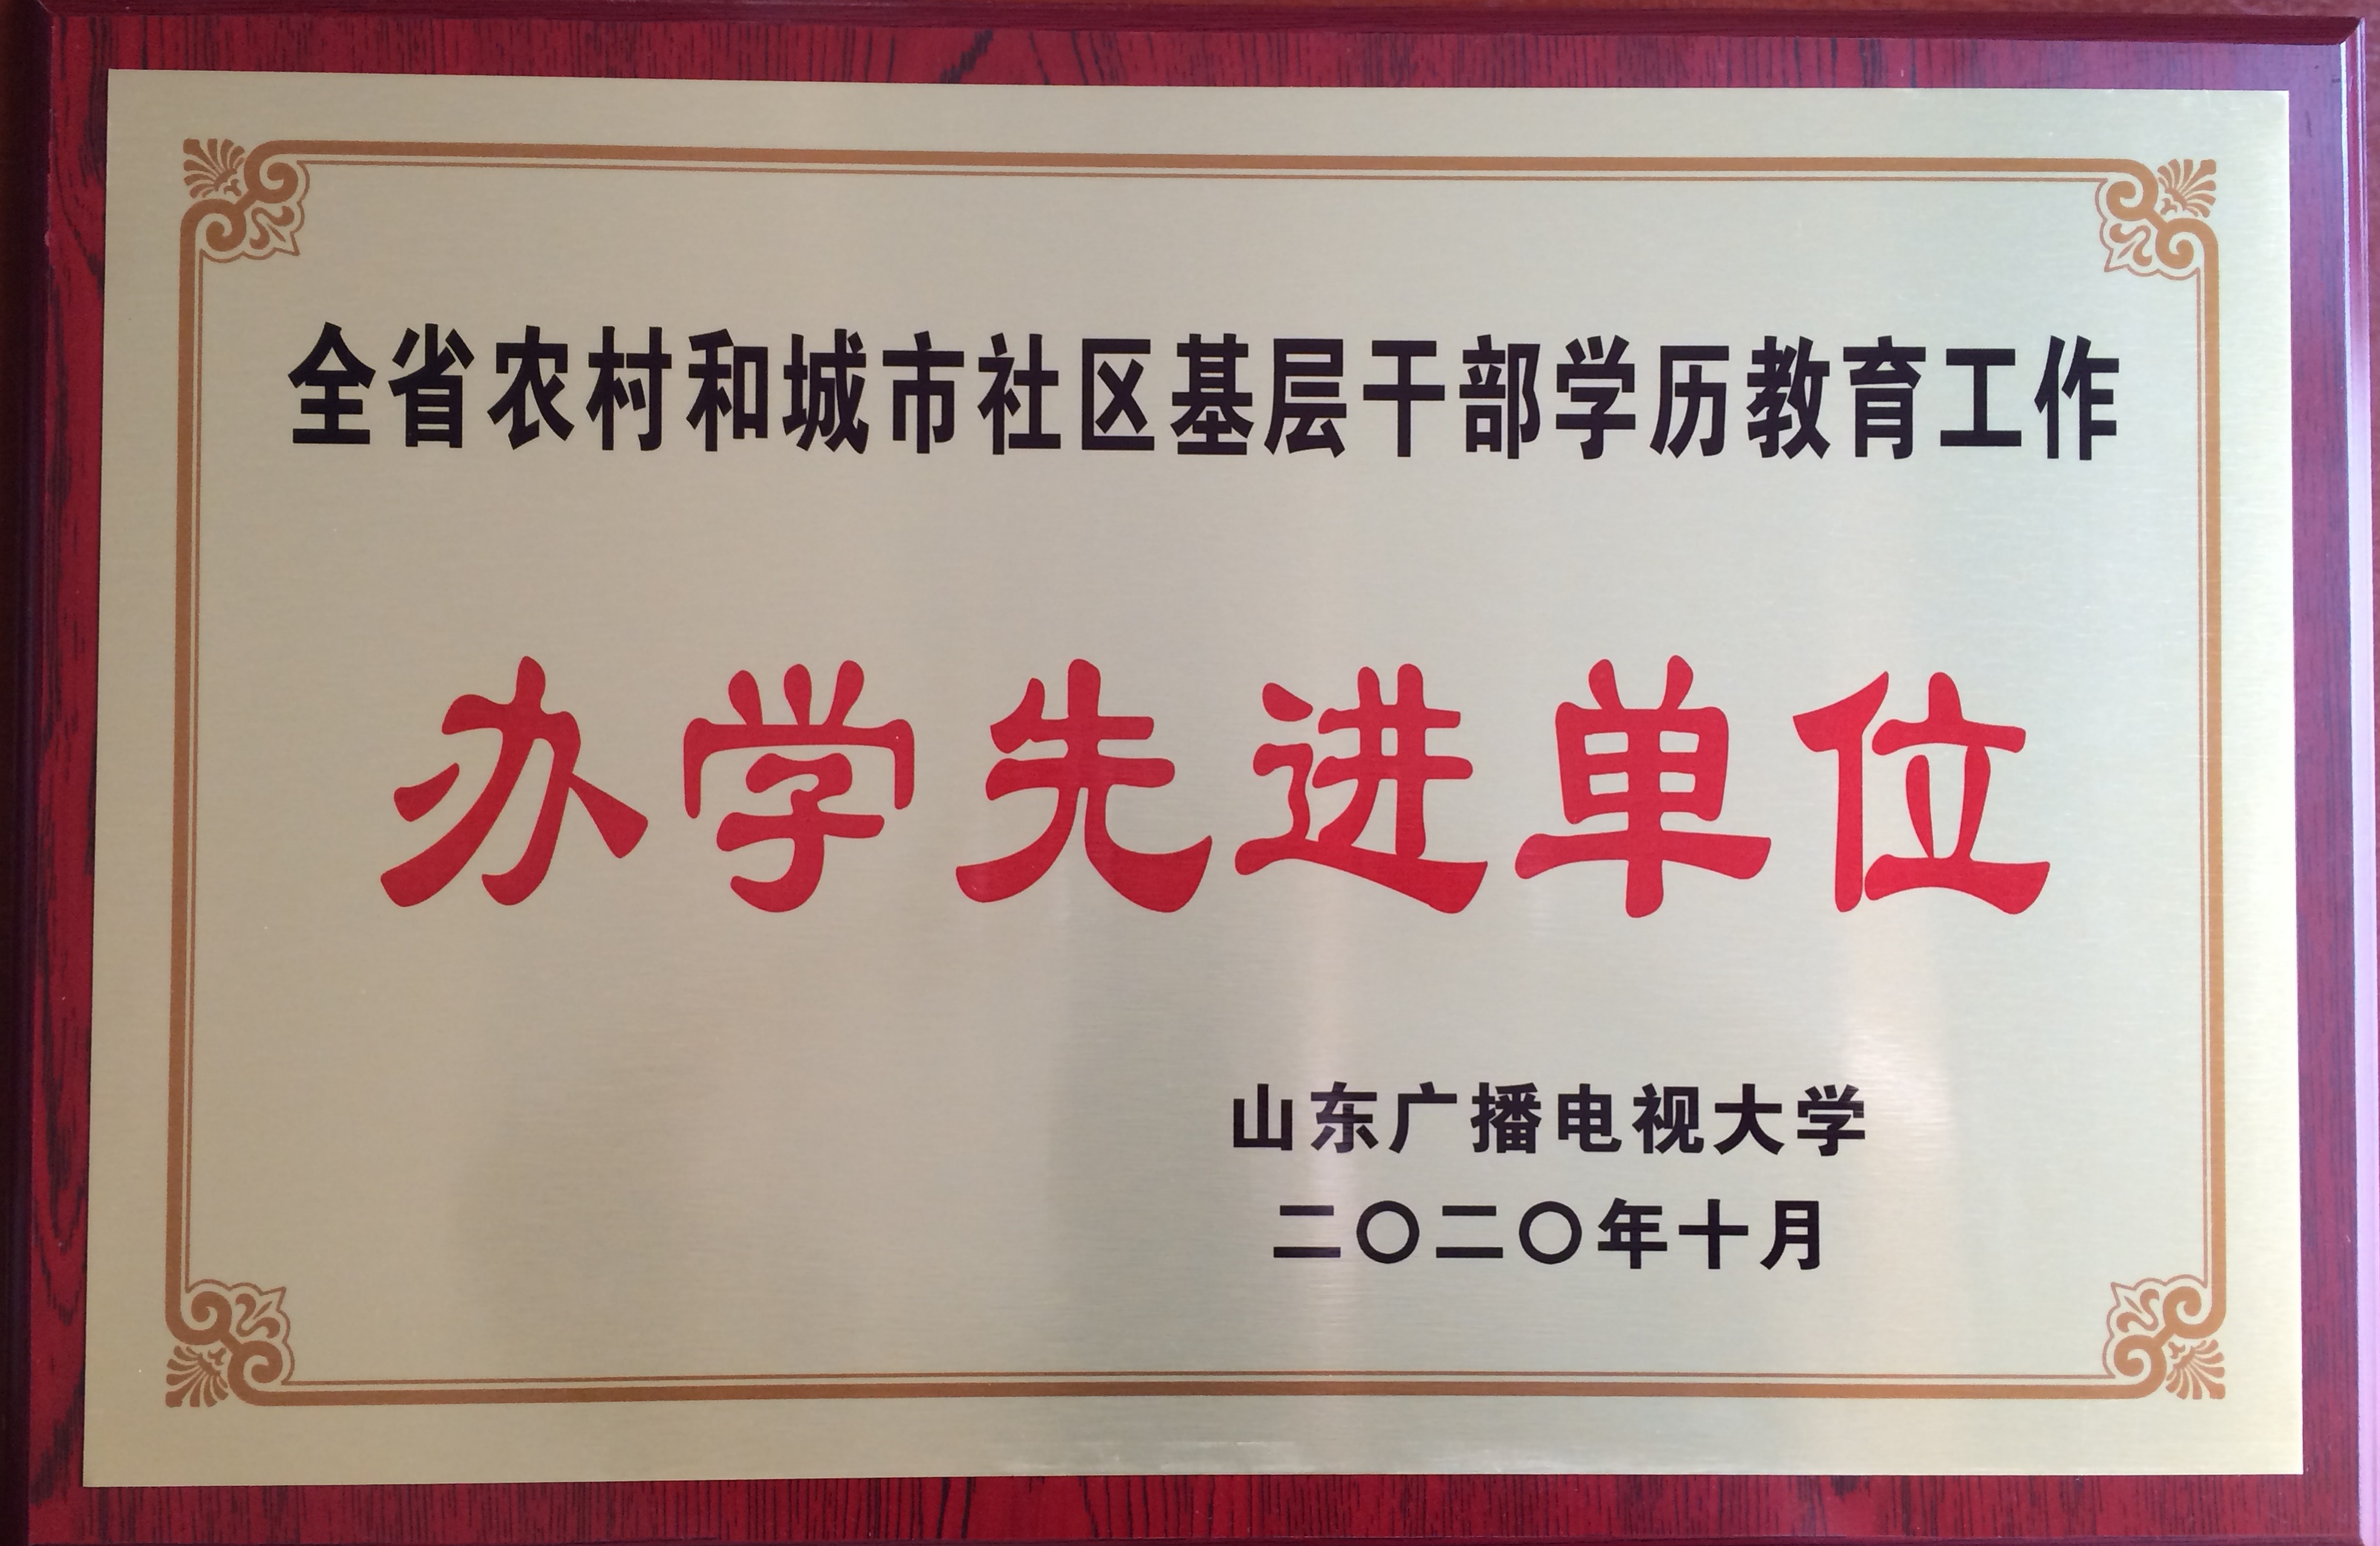 全省农村和城市社区基层干部学历教育工作
办学先进单位
山东广播电视大学
二〇二〇年十月